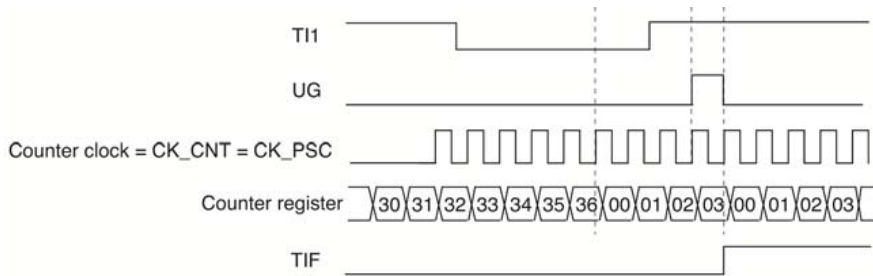 TI1
UG
Counter clock = CK_CNT = CK_PSC
Counter register 30 31 32 33 34 35 36 00 01 02 03 00 01 02 03
TIF